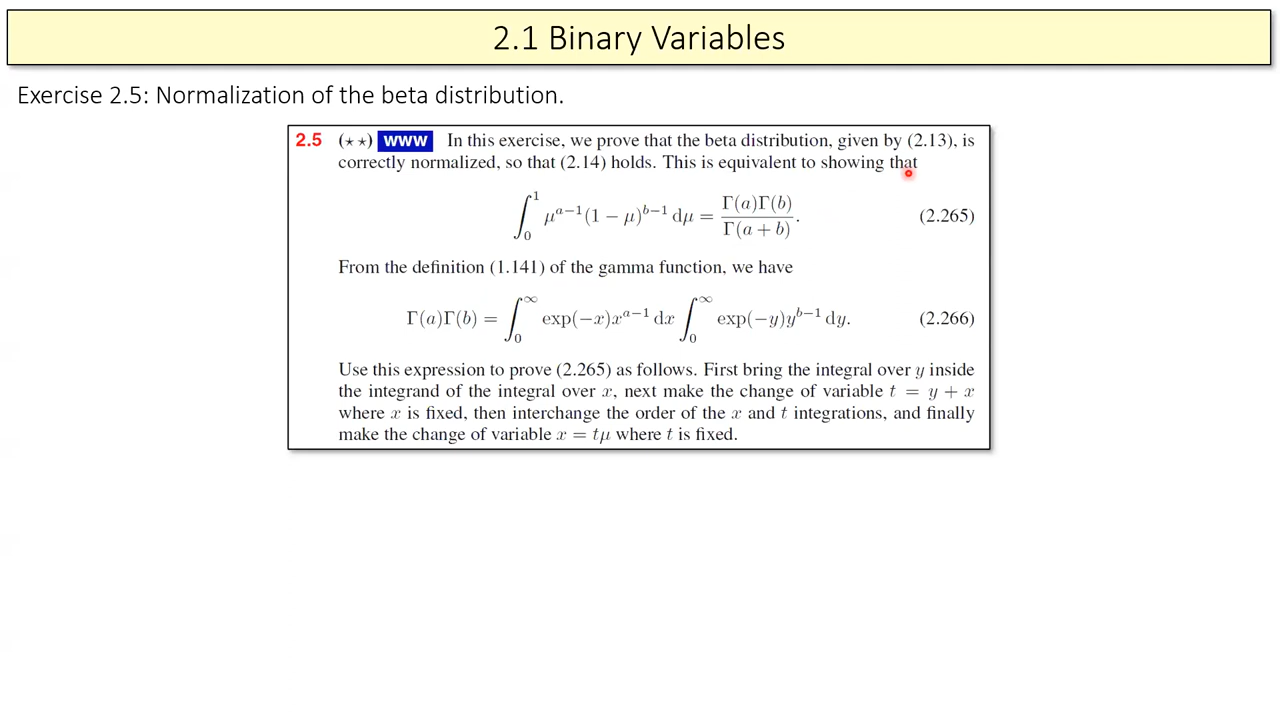 2.1 Binary Variables
Exercise 2.5: Normalization of the beta distribution.
2.5 (⋆⋆) www In this exercise, we prove that the beta distribution, given by (2.13), is
correctly normalized, so that (2.14) holds. This is equivalent to showing that
∫₀¹ μ^{a−1}(1 − μ)^{b−1} dμ = Γ(a)Γ(b) / Γ(a + b). (2.265)
From the definition (1.141) of the gamma function, we have
Γ(a)Γ(b) = ∫₀^∞ exp(−x)x^{a−1} dx ∫₀^∞ exp(−y)y^{b−1} dy. (2.266)
Use this expression to prove (2.265) as follows. First bring the integral over y inside
the integrand of the integral over x, next make the change of variable t = y + x
where x is fixed, then interchange the order of the x and t integrations, and finally
make the change of variable x = tμ where t is fixed.